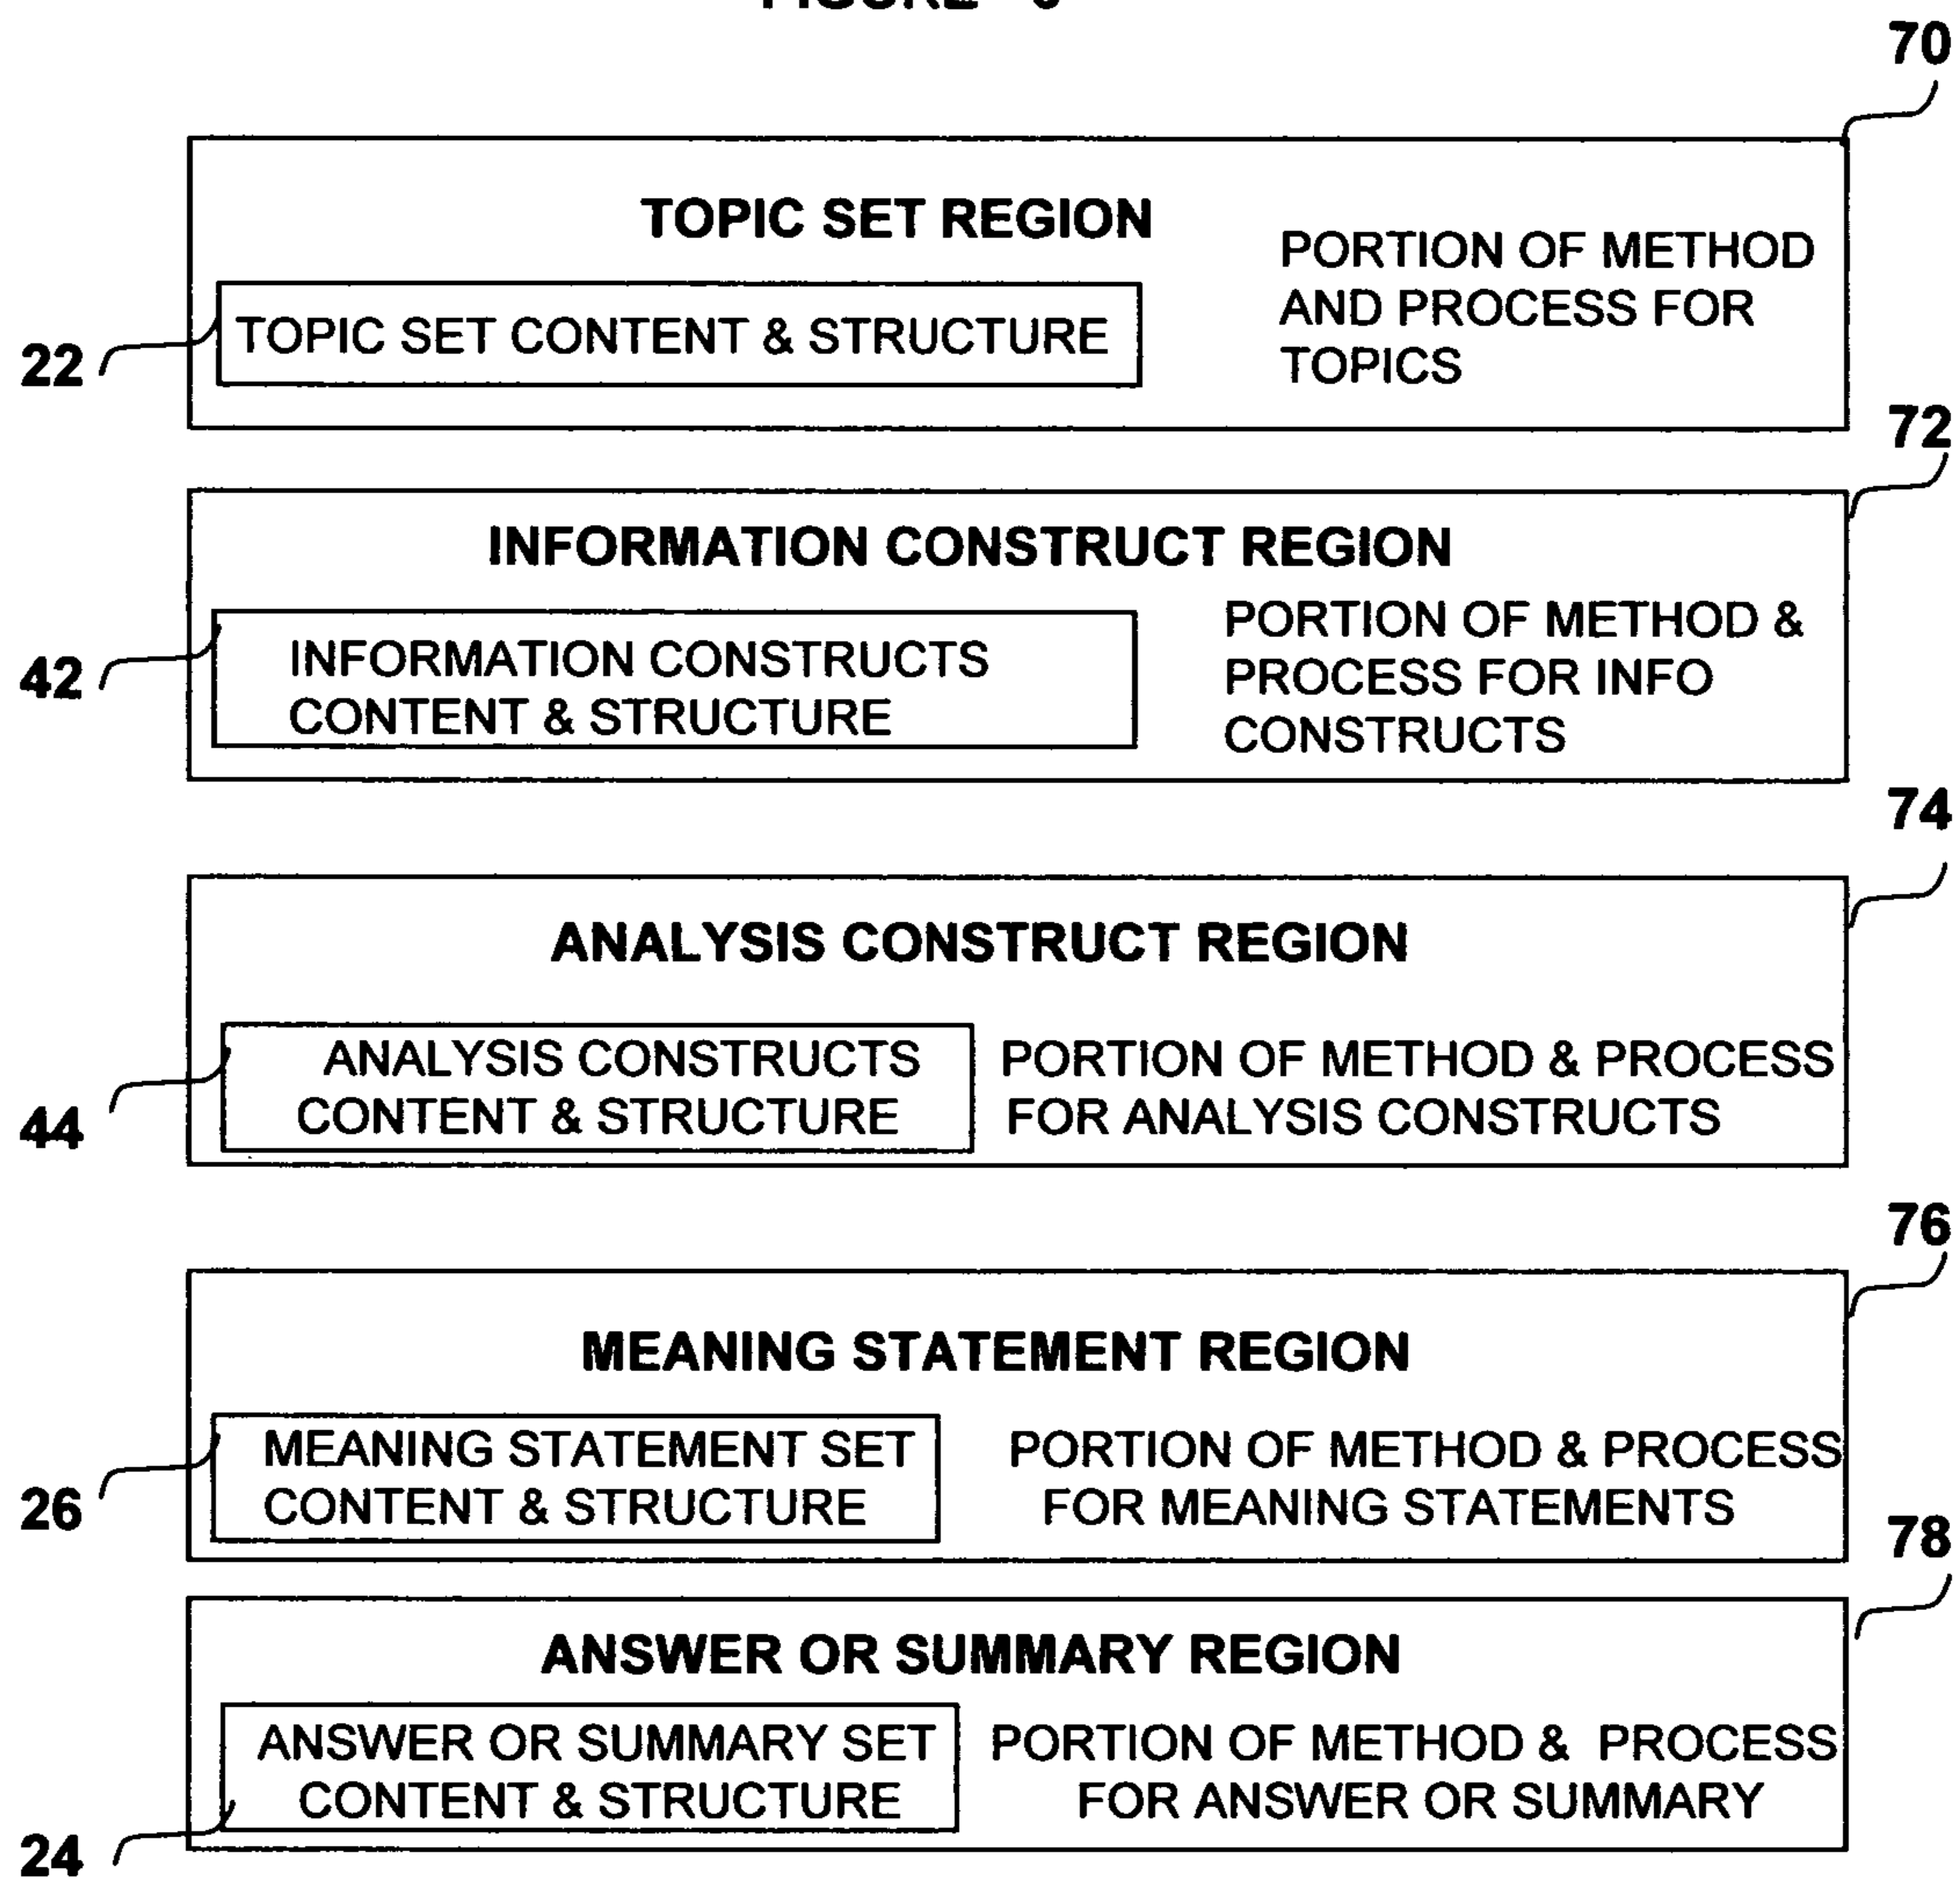 70
TOPIC SET REGION
PORTION OF METHOD
AND PROCESS FOR
TOPICS
TOPIC SET CONTENT & STRUCTURE
22
72
INFORMATION CONSTRUCT REGION
PORTION OF METHOD &
PROCESS FOR INFO
CONSTRUCTS
INFORMATION CONSTRUCTS
CONTENT & STRUCTURE
42
74
ANALYSIS CONSTRUCT REGION
ANALYSIS CONSTRUCTS
CONTENT & STRUCTURE
PORTION OF METHOD & PROCESS
FOR ANALYSIS CONSTRUCTS
44
76
MEANING STATEMENT REGION
MEANING STATEMENT SET
CONTENT & STRUCTURE
PORTION OF METHOD & PROCESS
FOR MEANING STATEMENTS
26
78
ANSWER OR SUMMARY REGION
ANSWER OR SUMMARY SET
CONTENT & STRUCTURE
PORTION OF METHOD & PROCESS
FOR ANSWER OR SUMMARY
24